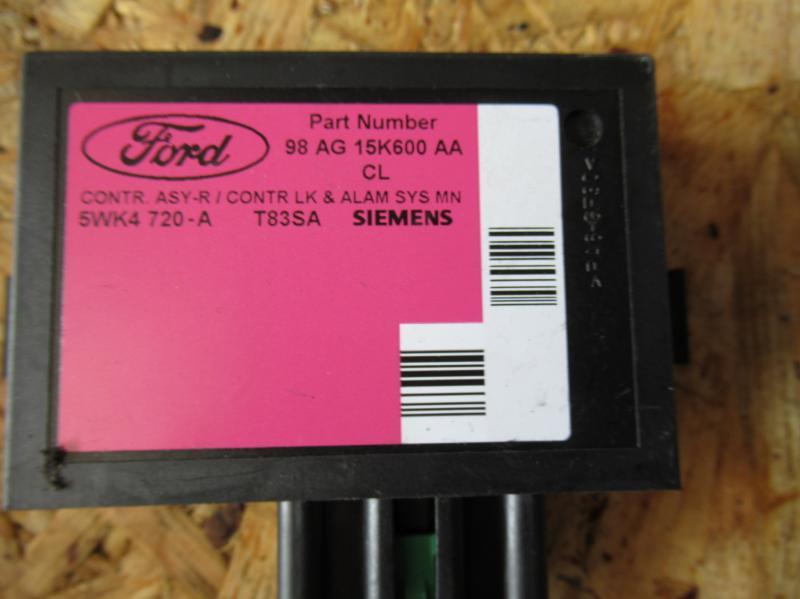 Ford
Part Number
98 AG 15K600 AA
CL
CONTR. ASY-R / CONTR LK & ALAM SYS MN
5WK4 720-A T83SA SIEMENS